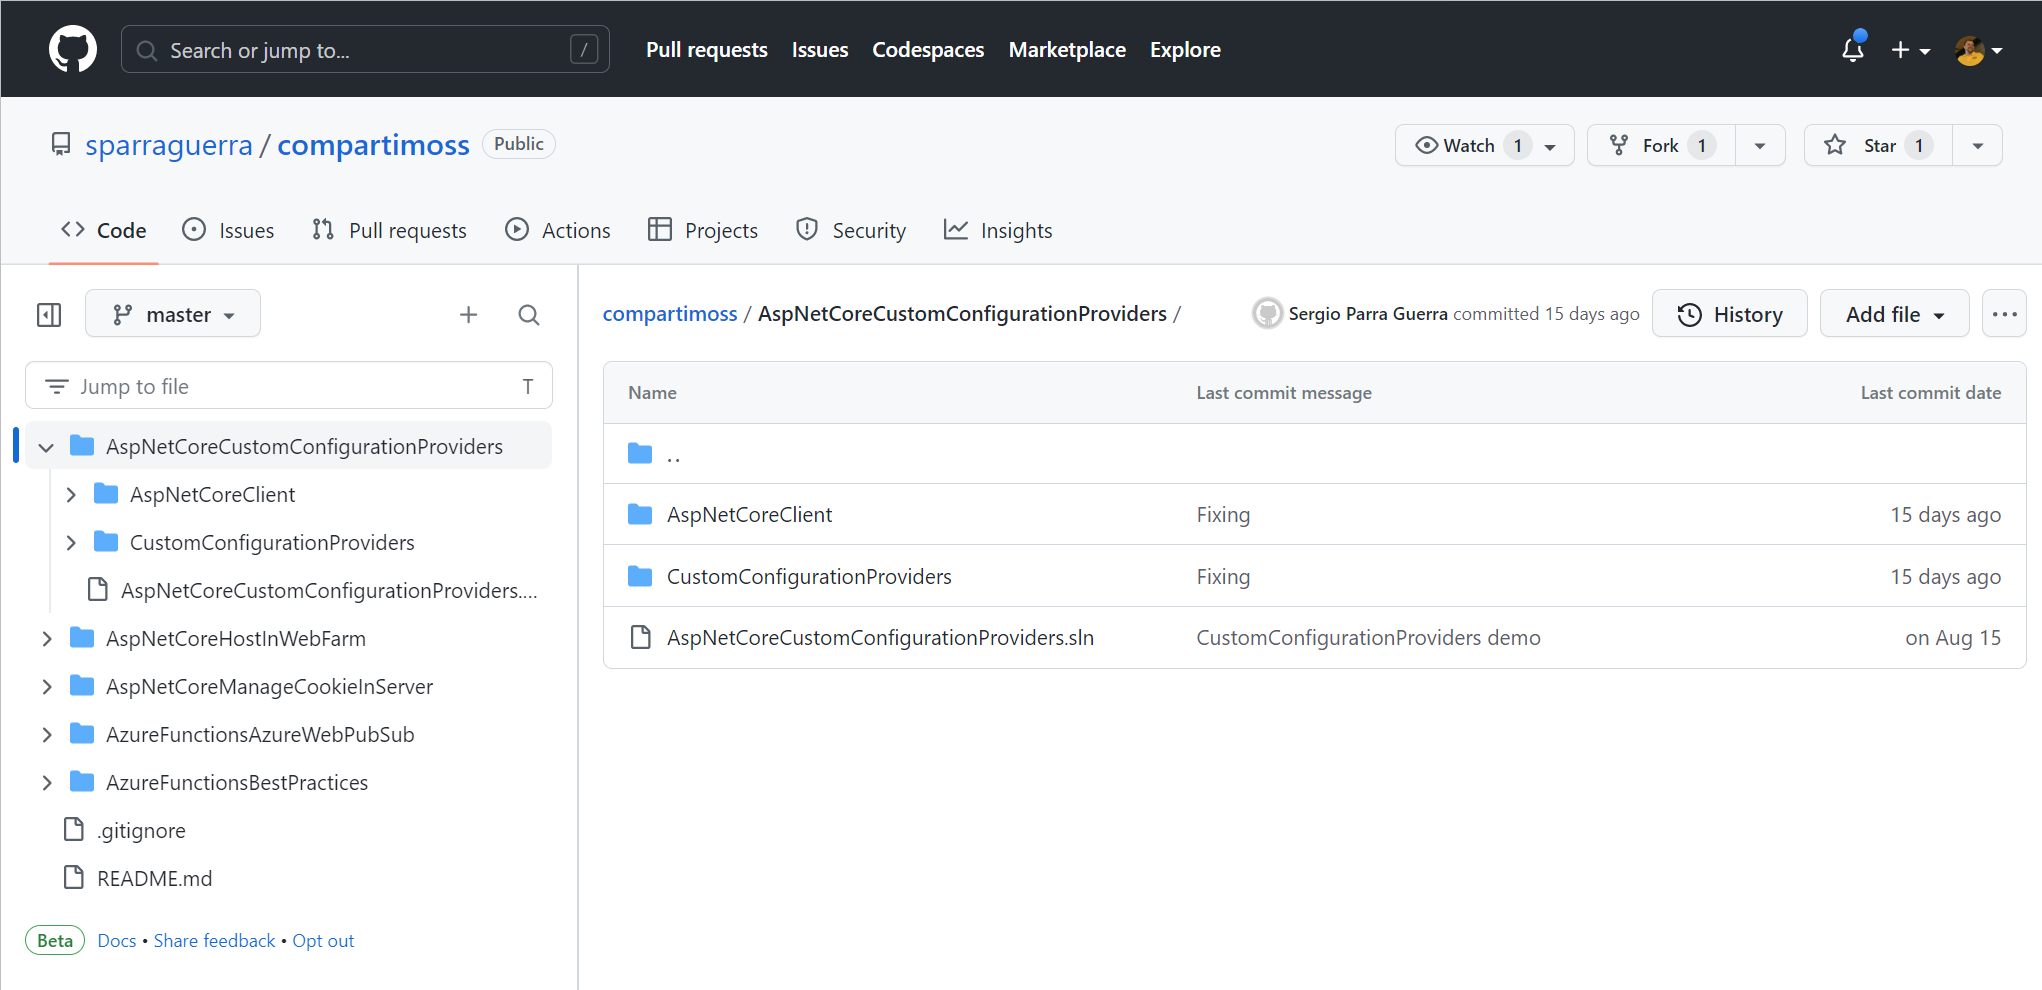 Search or jump to... /
Pull requests Issues Codespaces Marketplace Explore
sparraguerra / compartimoss Public
Watch 1 Fork 1 Star 1
Code Issues Pull requests Actions Projects Security Insights
master
Jump to file T
AspNetCoreCustomConfigurationProviders
AspNetCoreClient
CustomConfigurationProviders
AspNetCoreCustomConfigurationProviders....
AspNetCoreHostInWebFarm
AspNetCoreManageCookieInServer
AzureFunctionsAzureWebPubSub
AzureFunctionsBestPractices
.gitignore
README.md
Beta Docs • Share feedback • Opt out
compartimoss / AspNetCoreCustomConfigurationProviders /
Sergio Parra Guerra committed 15 days ago
History Add file ...
Name Last commit message Last commit date
..
AspNetCoreClient Fixing 15 days ago
CustomConfigurationProviders Fixing 15 days ago
AspNetCoreCustomConfigurationProviders.sln CustomConfigurationProviders demo on Aug 15